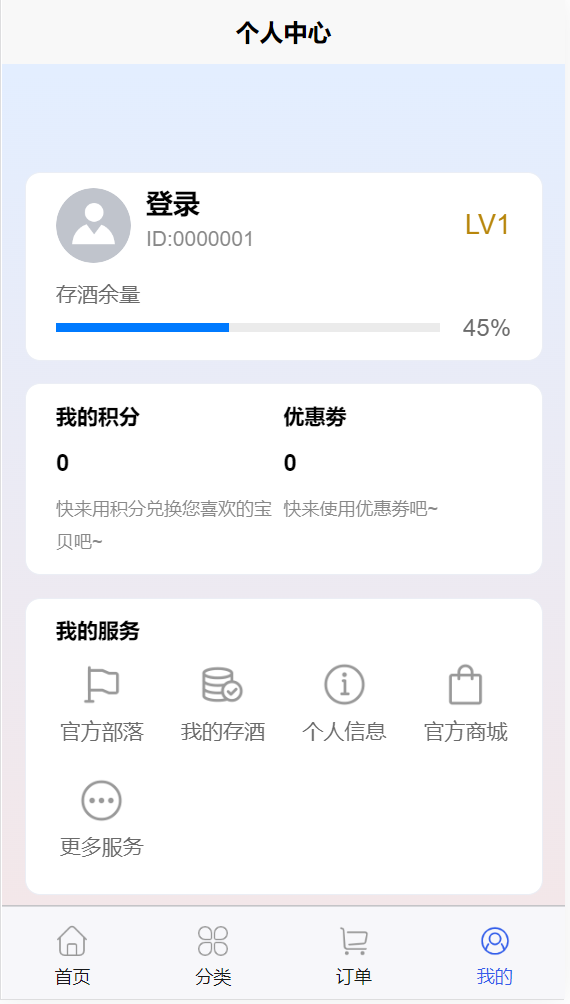 个人中心
登录
ID:0000001
LV1
存酒余量
45%
我的积分 优惠劵
0 0
快来用积分兑换您喜欢的宝 快来使用优惠劵吧~
贝吧~
我的服务
官方部落 我的存酒 个人信息 官方商城
更多服务
首页 分类 订单 我的